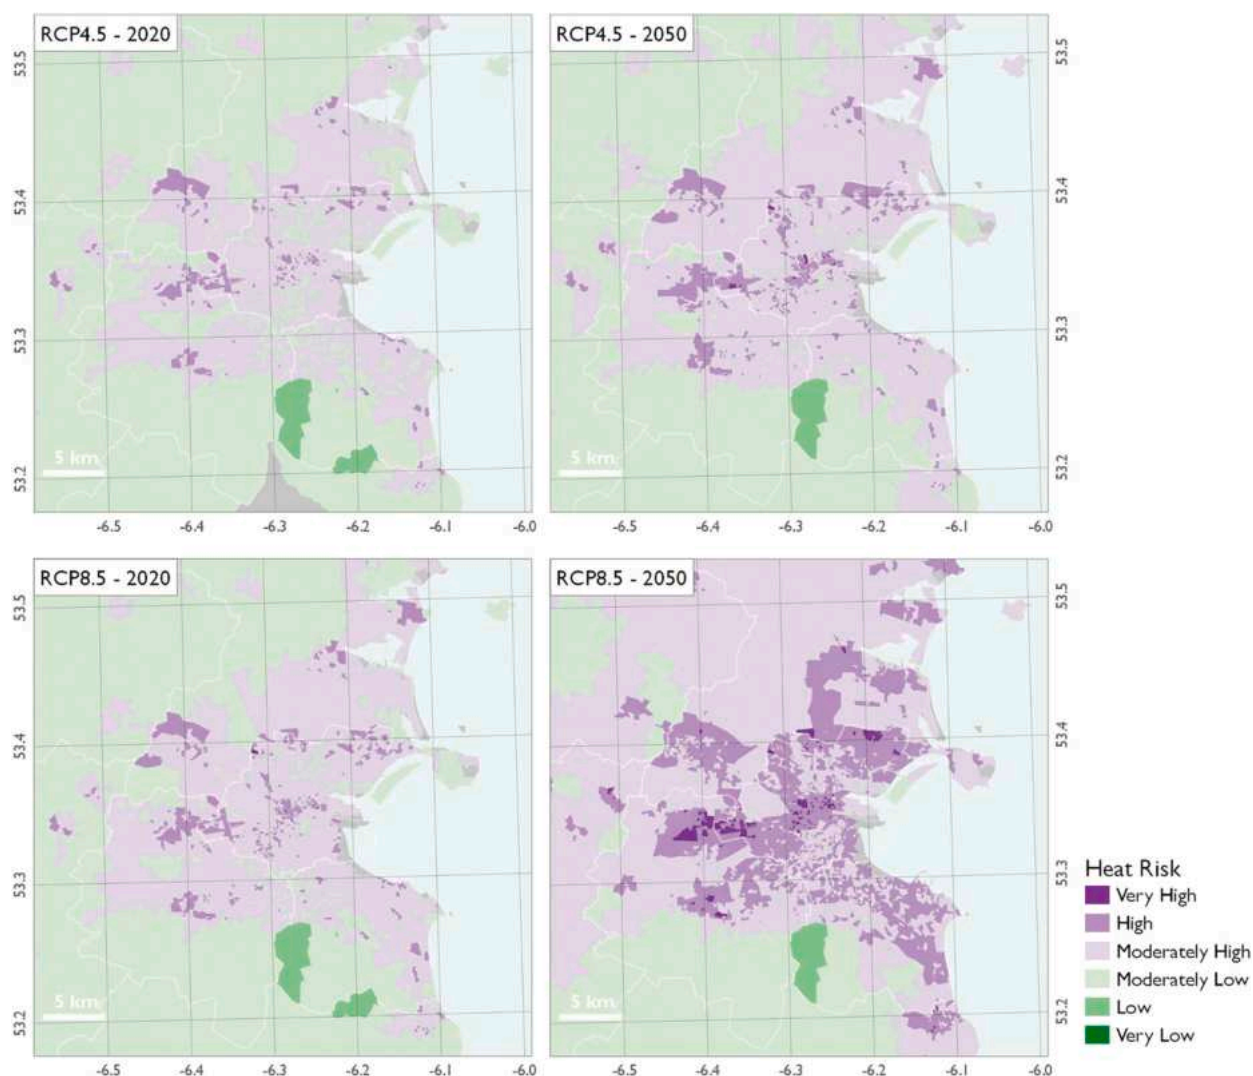 RCP4.5 - 2020
RCP4.5 - 2050
53.5
53.4
53.3
53.2
53.5
53.4
53.3
53.2
5 km
5 km
-6.5 -6.4 -6.3 -6.2 -6.1 -6.0
-6.5 -6.4 -6.3 -6.2 -6.1 -6.0
RCP8.5 - 2020
RCP8.5 - 2050
53.5
53.4
53.3
53.2
53.5
53.4
53.3
53.2
5 km
5 km
-6.5 -6.4 -6.3 -6.2 -6.1 -6.0
-6.5 -6.4 -6.3 -6.2 -6.1 -6.0
Heat Risk
Very High
High
Moderately High
Moderately Low
Low
Very Low